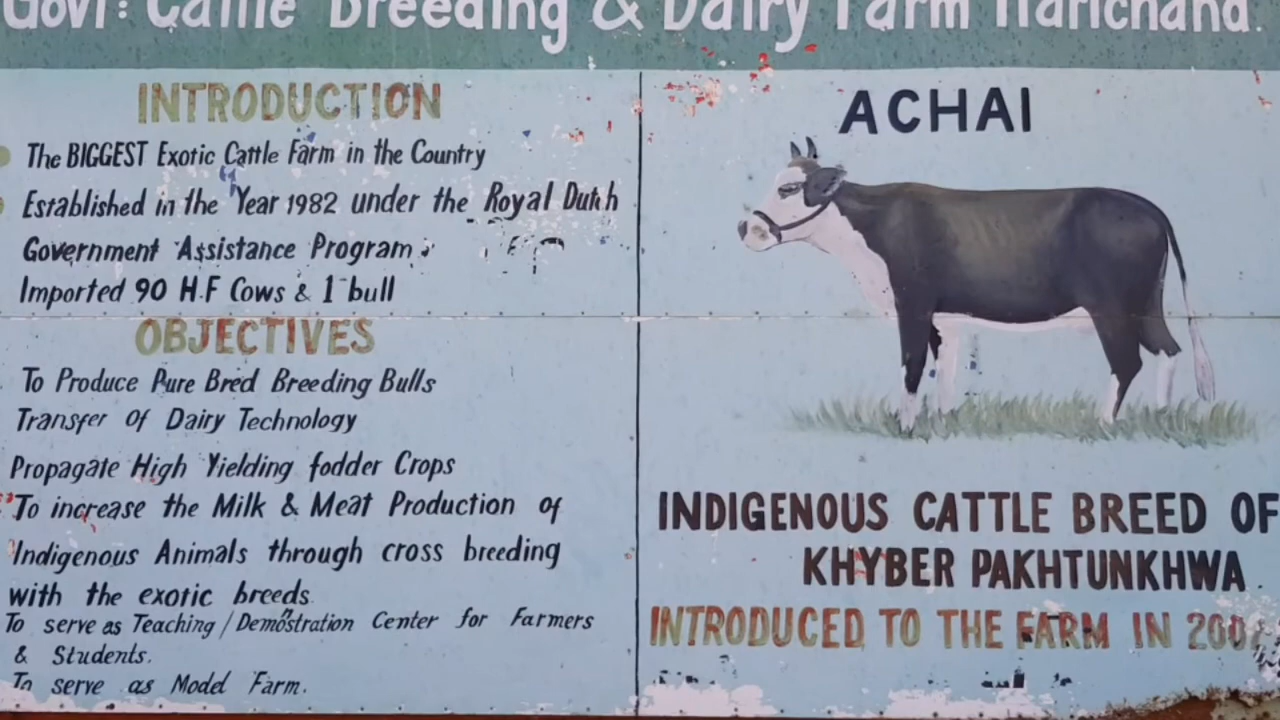 Govt: Cattle Breeding & Dairy Farm Harichand.
INTRODUCTION
The BIGGEST Exotic Cattle Farm in the Country
Established in the Year 1982 under the Royal Dutch
Government Assistance Program
Imported 90 H.F Cows & 1 bull
OBJECTIVES
To Produce Pure Bred Breeding Bulls
Transfer of Dairy Technology
Propagate High Yielding fodder Crops
To increase the Milk & Meat Production of
Indigenous Animals through cross breeding
with the exotic breeds.
To serve as Teaching / Demostration Center for Farmers
& Students.
To serve as Model Farm.
ACHAI
INDIGENOUS CATTLE BREED OF
KHYBER PAKHTUNKHWA
INTRODUCED TO THE FARM IN